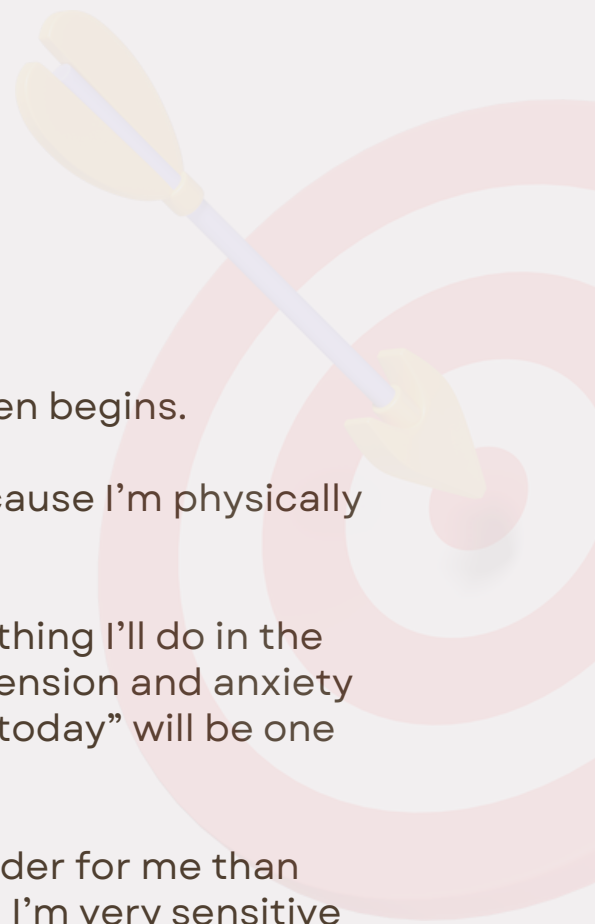 en begins.
cause I’m physically
thing I’ll do in the
ension and anxiety
today” will be one
der for me than
I’m very sensitive